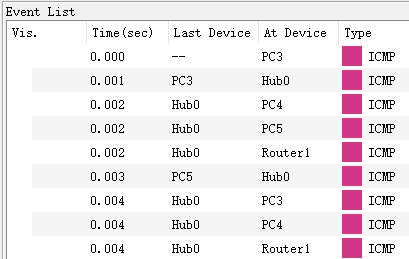 Event List
Vis. Time(sec) Last Device At Device Type
0.000 -- PC3 ICMP
0.001 PC3 Hub0 ICMP
0.002 Hub0 PC4 ICMP
0.002 Hub0 PC5 ICMP
0.002 Hub0 Router1 ICMP
0.003 PC5 Hub0 ICMP
0.004 Hub0 PC3 ICMP
0.004 Hub0 PC4 ICMP
0.004 Hub0 Router1 ICMP